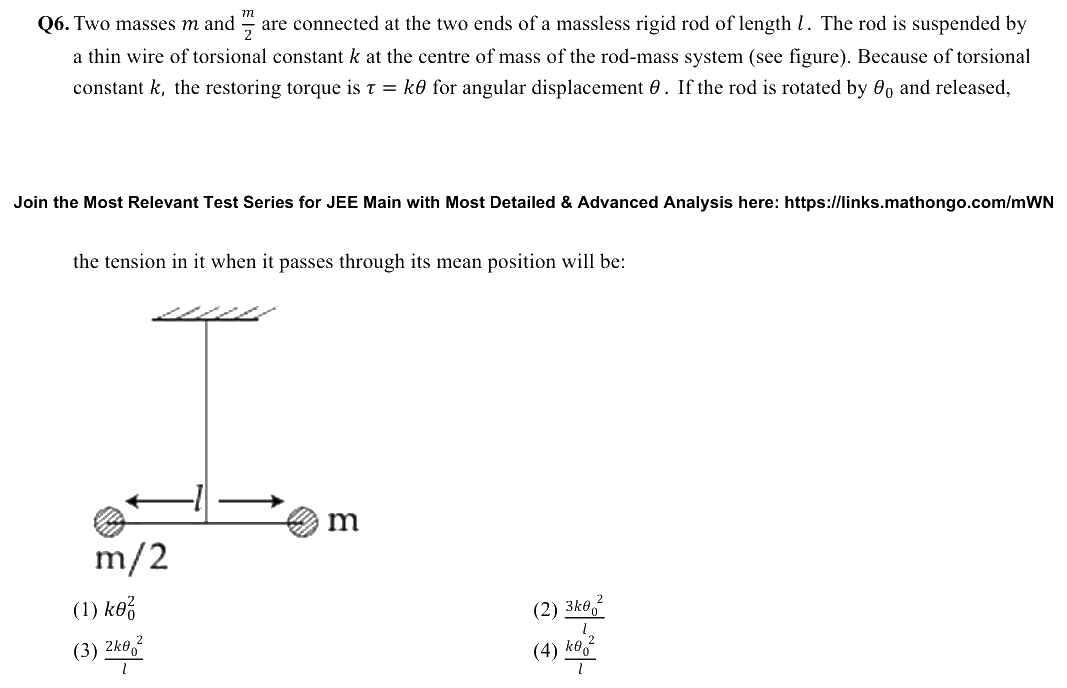 Q6. Two masses m and m/2 are connected at the two ends of a massless rigid rod of length l. The rod is suspended by
a thin wire of torsional constant k at the centre of mass of the rod-mass system (see figure). Because of torsional
constant k, the restoring torque is τ = kθ for angular displacement θ. If the rod is rotated by θ₀ and released,
Join the Most Relevant Test Series for JEE Main with Most Detailed & Advanced Analysis here: https://links.mathongo.com/mWN
the tension in it when it passes through its mean position will be:
l
m
m/2
(1) kθ₀² (2) 3kθ₀²/l
(3) 2kθ₀²/l (4) kθ₀²/l